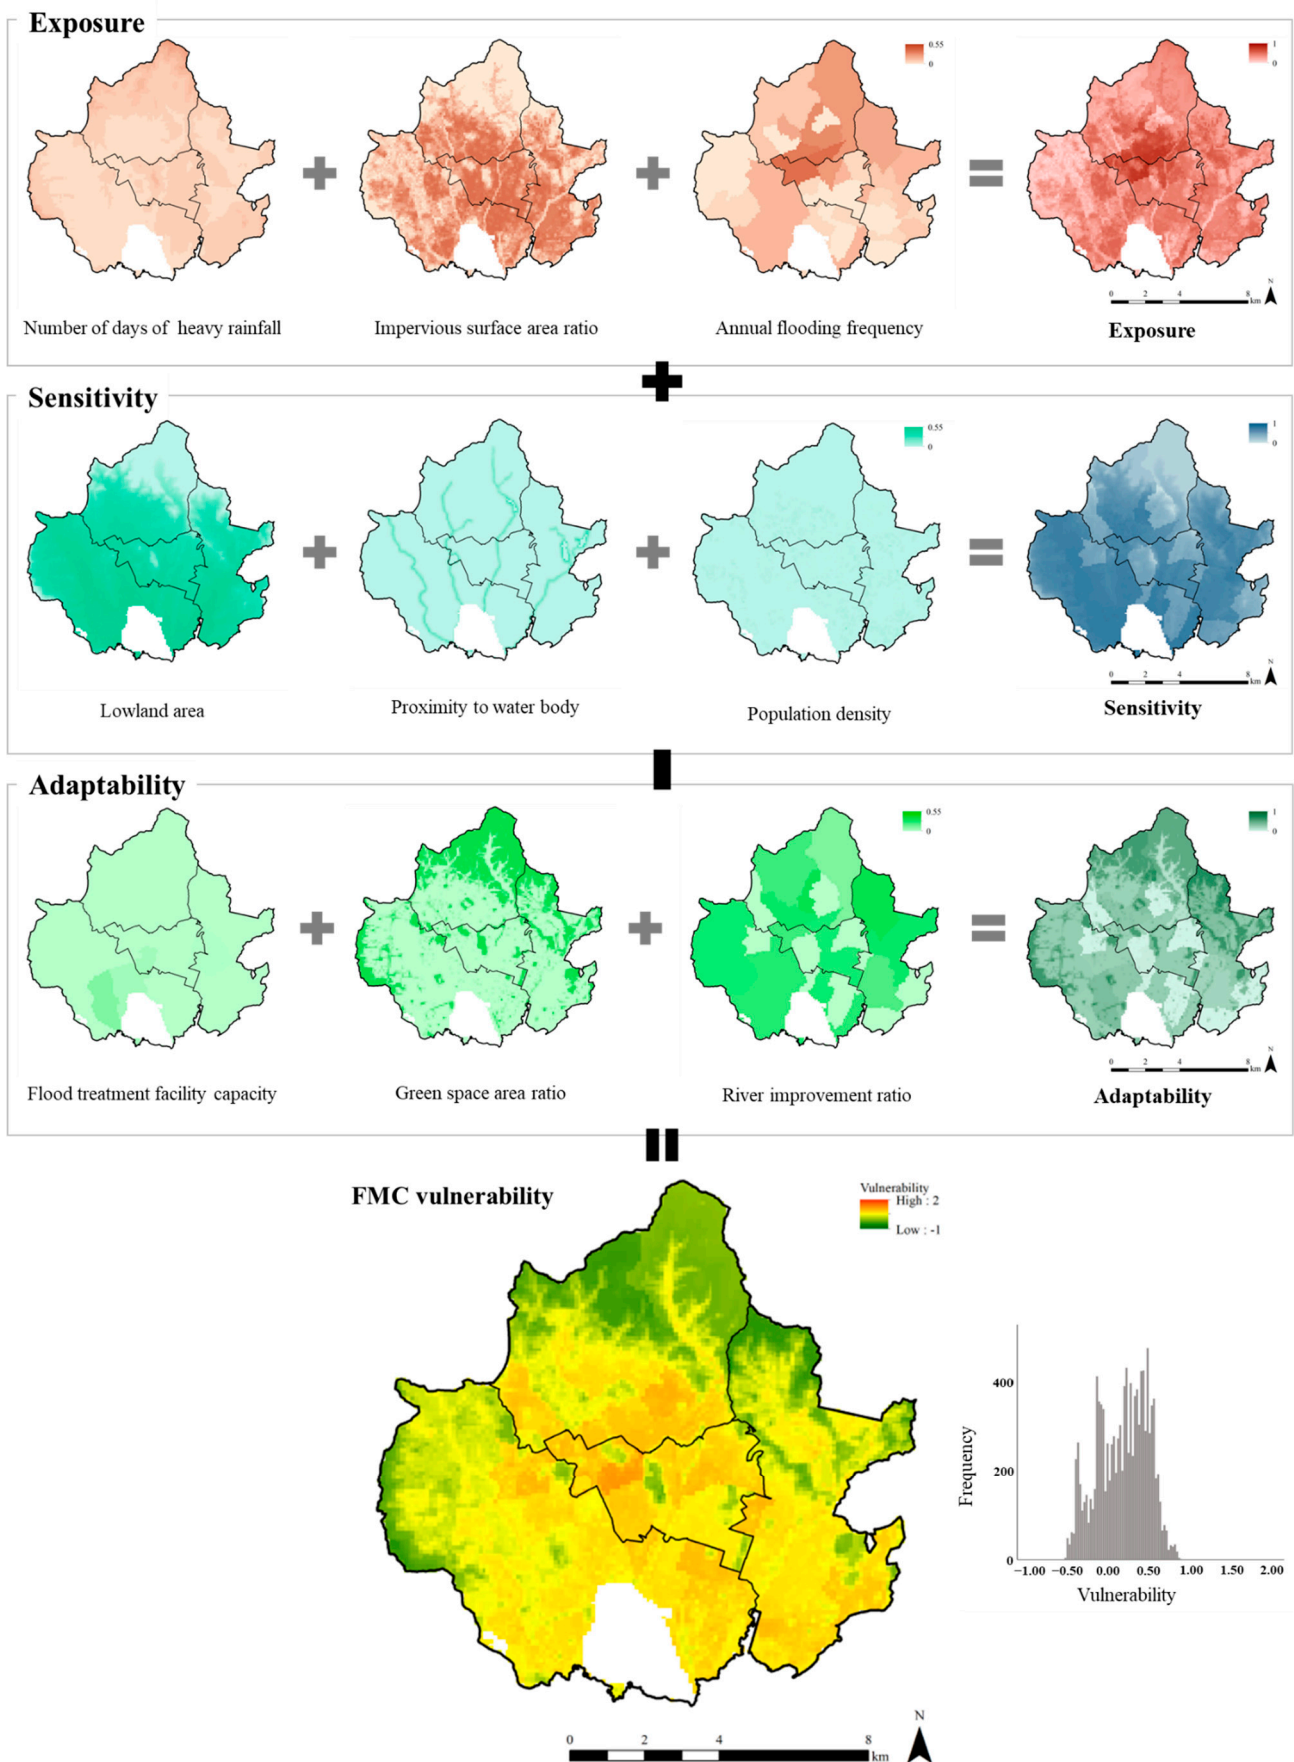 Exposure
0.55
0
1
0
N
0 2 4 8
km
Number of days of heavy rainfall
Impervious surface area ratio
Annual flooding frequency
Exposure
Sensitivity
0.55
0
1
0
N
0 2 4 8
km
Lowland area
Proximity to water body
Population density
Sensitivity
Adaptability
0.55
0
1
0
N
0 2 4 8
km
Flood treatment facility capacity
Green space area ratio
River improvement ratio
Adaptability
FMC vulnerability
Vulnerability
High : 2
Low : -1
Frequency
400
200
0
−1.00 −0.50 0.00 0.50 1.00 1.50 2.00
Vulnerability
N
0 2 4 8
km